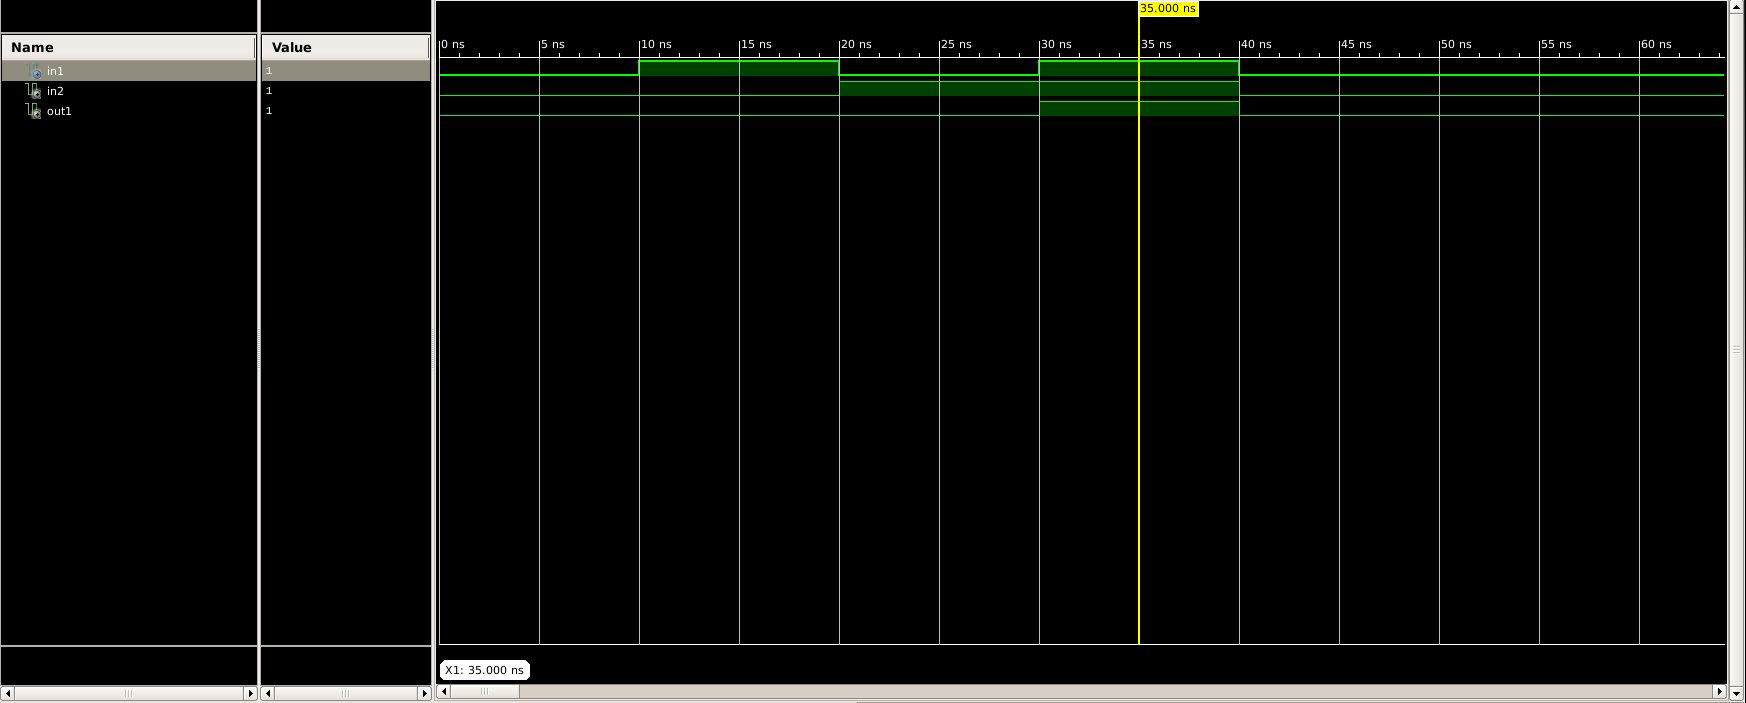 35.000 ns
Name
Value
0 ns
5 ns
10 ns
15 ns
20 ns
25 ns
30 ns
35 ns
40 ns
45 ns
50 ns
55 ns
60 ns
in1
1
in2
1
out1
1
X1: 35.000 ns